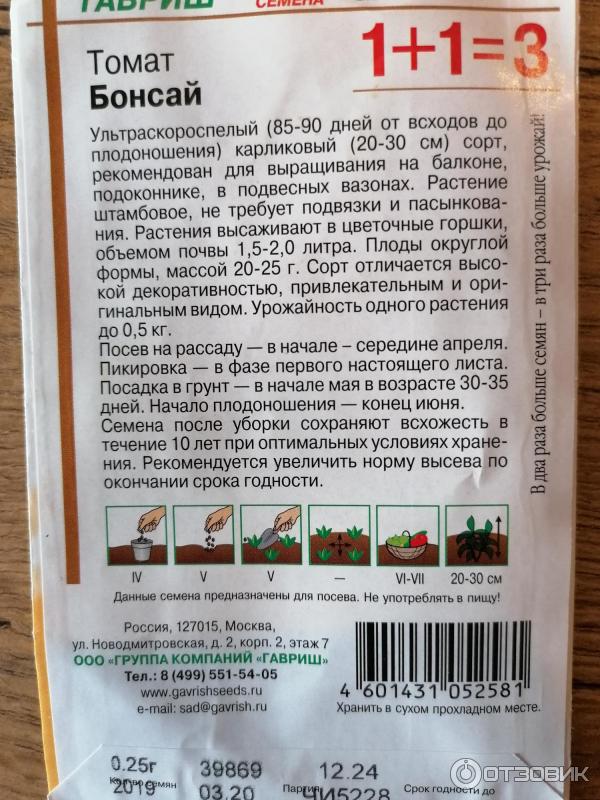 ГАВРИШ
СЕМЕНА
1+1=3
Томат
Бонсай
Ультраскороспелый (85-90 дней от всходов до
плодоношения) карликовый (20-30 см) сорт,
рекомендован для выращивания на балконе,
подоконнике, в подвесных вазонах. Растение
штамбовое, не требует подвязки и пасынкова-
ния. Растения высаживают в цветочные горшки,
объемом почвы 1,5-2,0 литра. Плоды округлой
формы, массой 20-25 г. Сорт отличается высо-
кой декоративностью, привлекательным и ори-
гинальным видом. Урожайность одного растения
до 0,5 кг.
Посев на рассаду — в начале – середине апреля.
Пикировка — в фазе первого настоящего листа.
Посадка в грунт — в начале мая в возрасте 30-35
дней. Начало плодоношения — конец июня.
Семена после уборки сохраняют всхожесть в
течение 10 лет при оптимальных условиях хране-
ния. Рекомендуется увеличить норму высева по
окончании срока годности.
В два раза больше семян – в три раза больше урожай!
IV V V — VI-VII 20-30 см
Данные семена предназначены для посева. Не употреблять в пищу!
Россия, 127015, Москва,
ул. Новодмитровская, д. 2, корп. 2, этаж 7
ООО «ГРУППА КОМПАНИЙ «ГАВРИШ»
Тел.: 8 (499) 551-54-05
www.gavrishseeds.ru
e-mail: sad@gavrish.ru
4 601431 052581
Хранить в сухом прохладном месте.
0.25г 39869 12.24
Кол-во семян Партия Срок годности до
2019 03.20 ЧИ5228
ОТЗОВИК